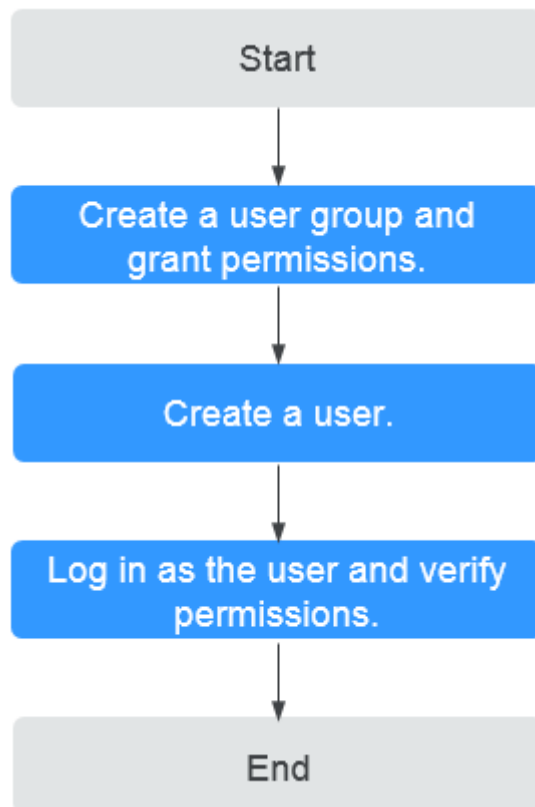 Start
Create a user group and
grant permissions.
Create a user.
Log in as the user and verify
permissions.
End